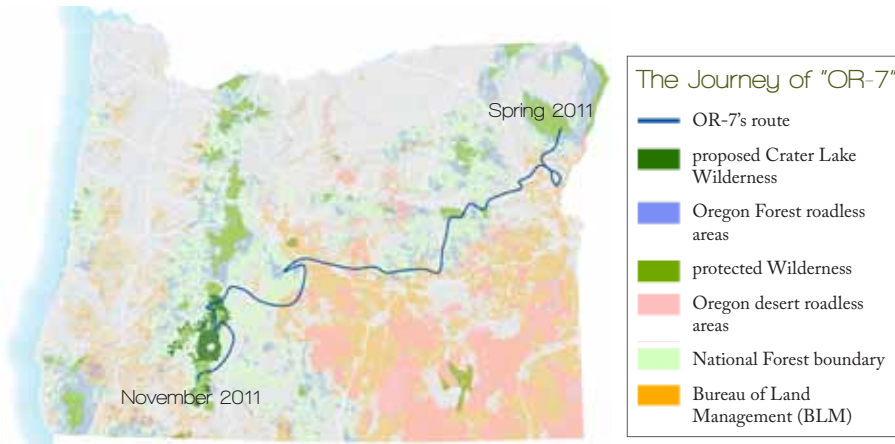 Spring 2011
November 2011
The Journey of "OR-7"
OR-7's route
proposed Crater Lake
Wilderness
Oregon Forest roadless
areas
protected Wilderness
Oregon desert roadless
areas
National Forest boundary
Bureau of Land
Management (BLM)